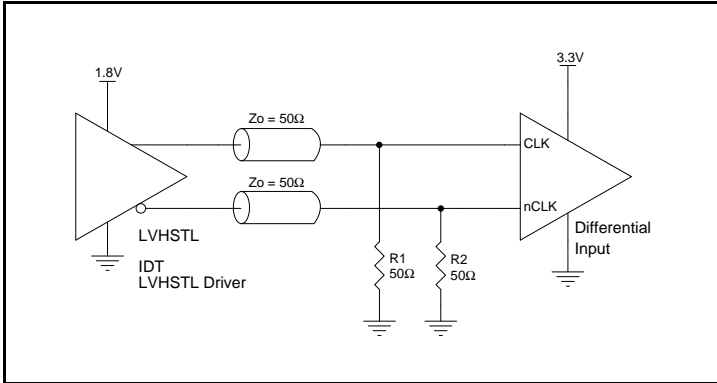 1.8V
3.3V
Zo = 50Ω
CLK
Zo = 50Ω
nCLK
LVHSTL
IDT
LVHSTL Driver
Differential
Input
R1
50Ω
R2
50Ω